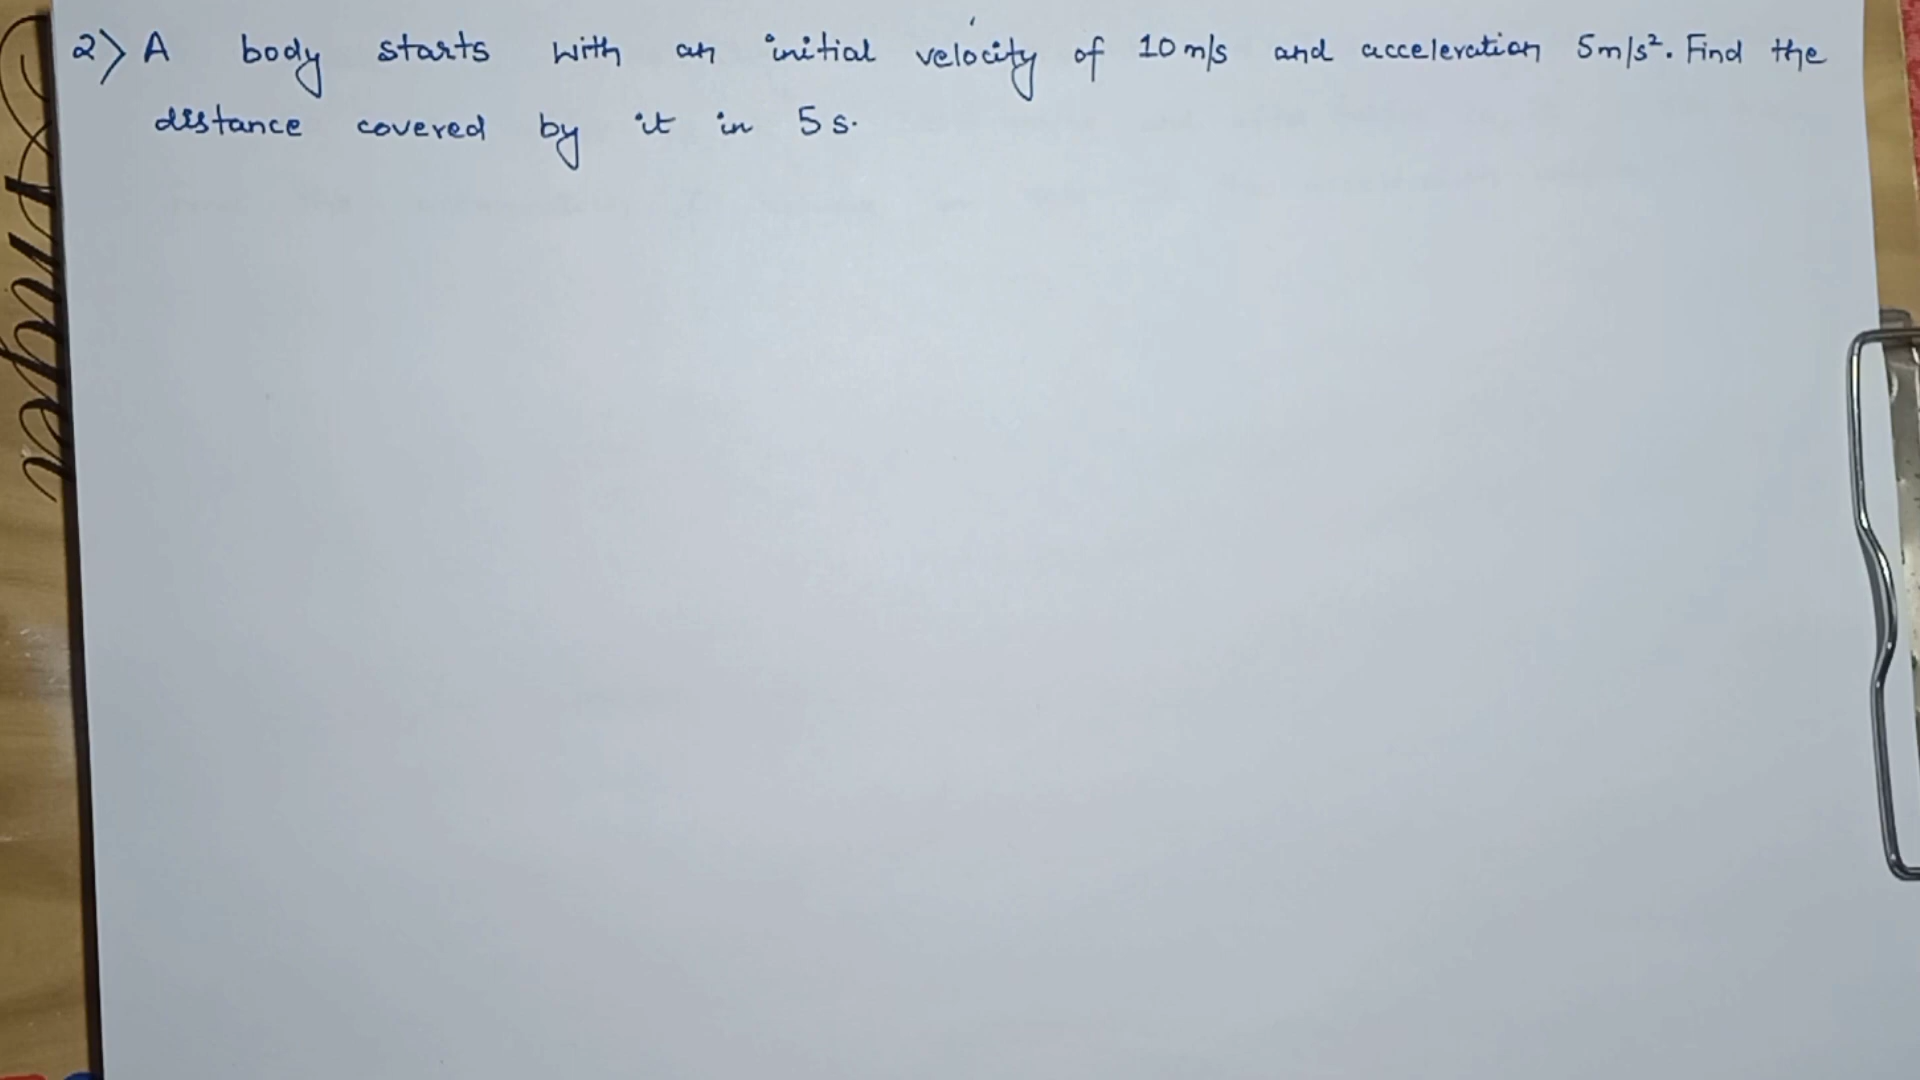 2) A body starts with an initial velocity of 10 m/s and acceleration 5 m/s². Find the
distance covered by it in 5 s.